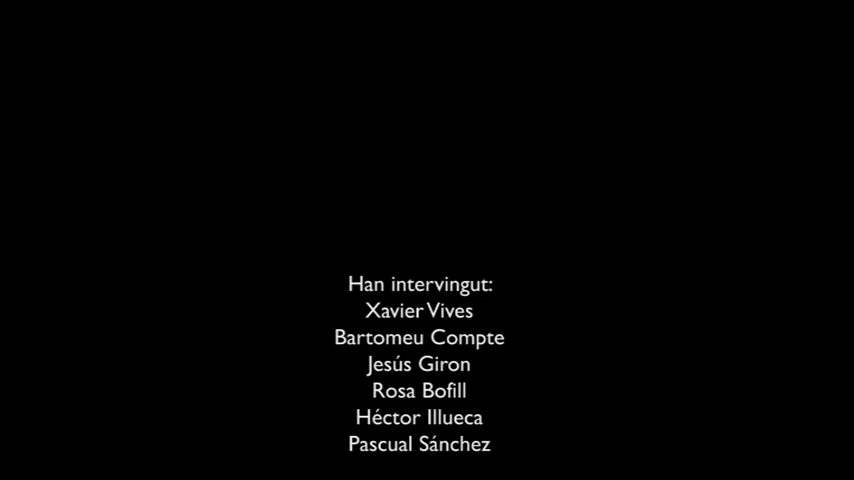 Han intervingut:
Xavier Vives
Bartomeu Compte
Jesús Giron
Rosa Bofill
Héctor Illueca
Pascual Sánchez